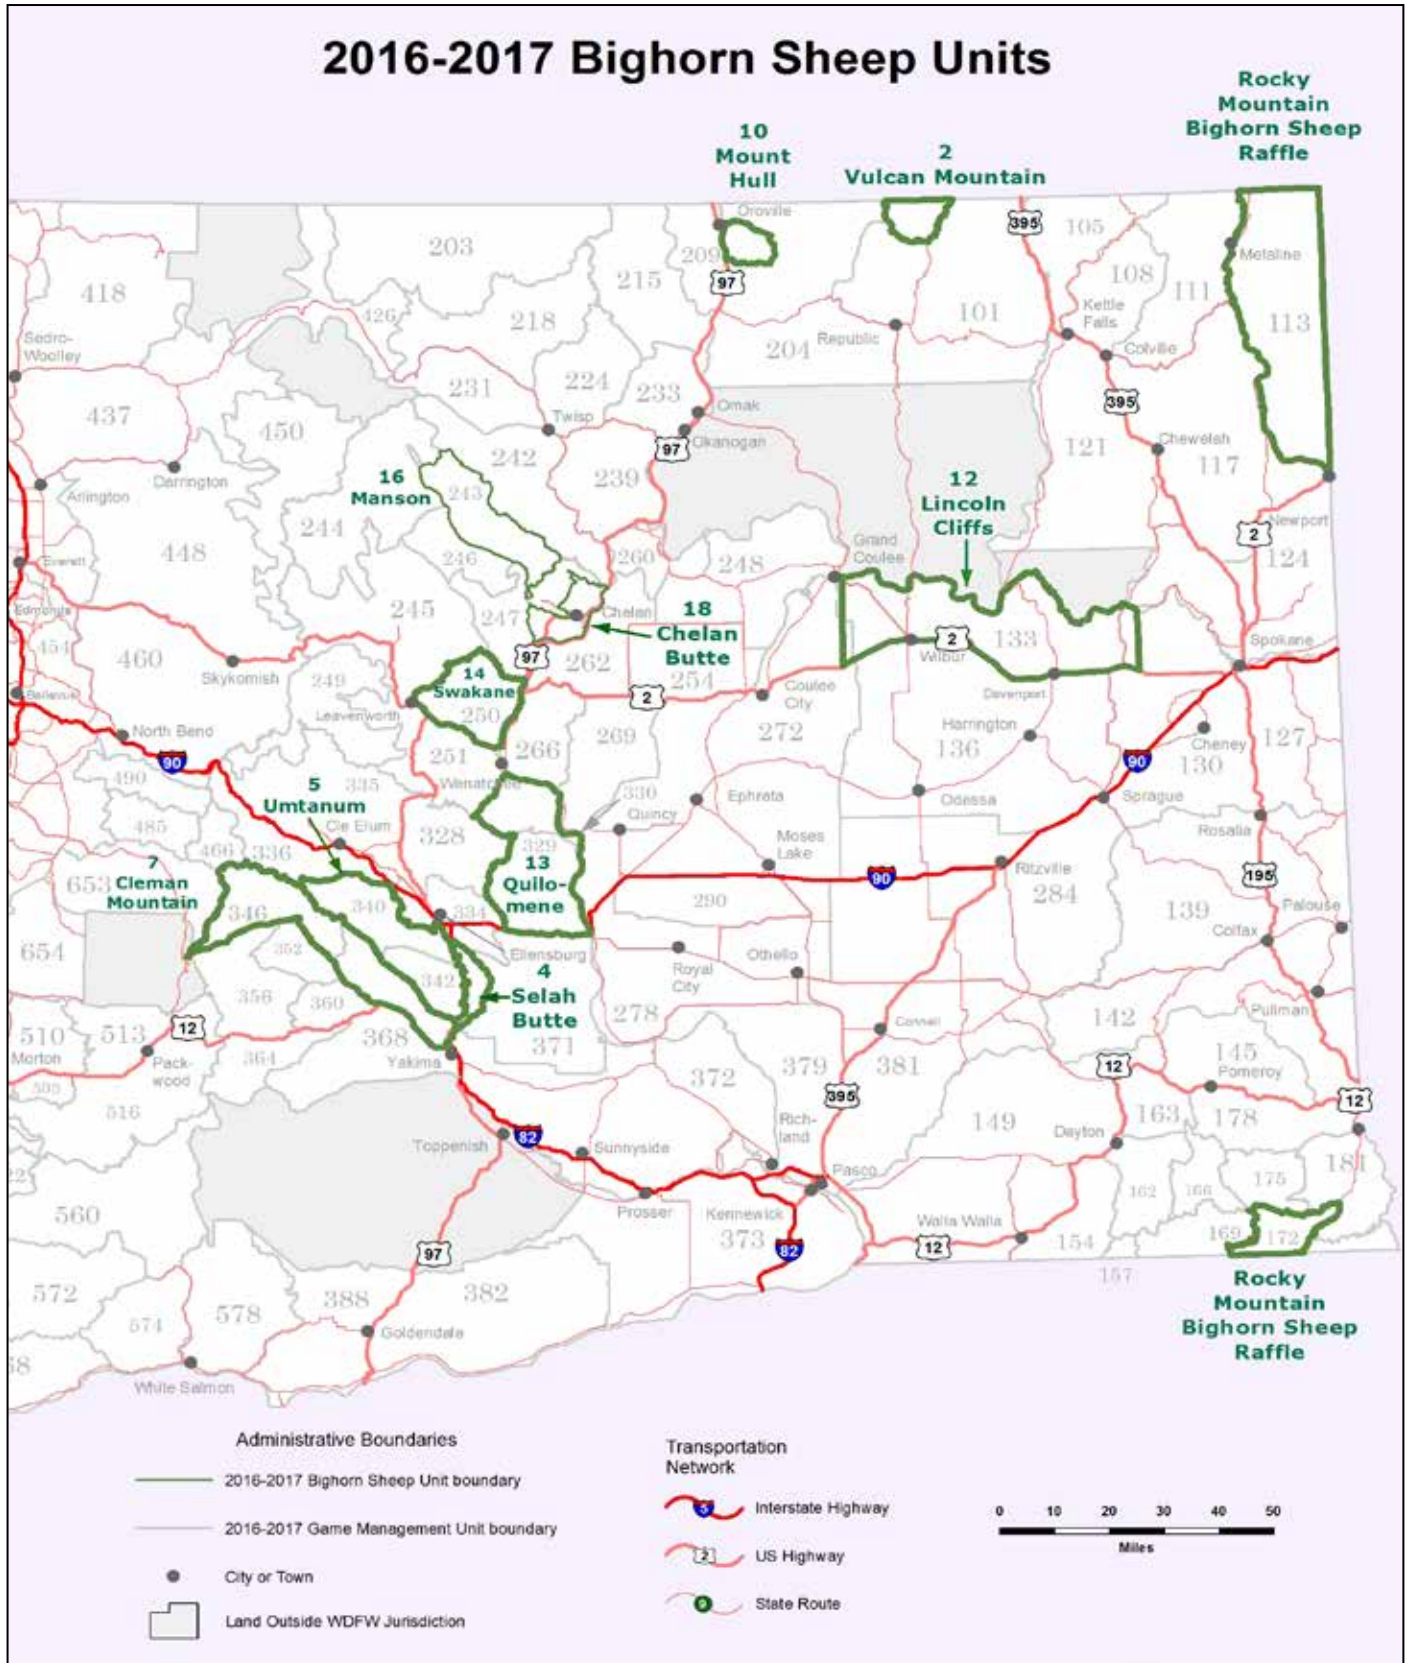 2016-2017 Bighorn Sheep Units
Rocky
Mountain
Bighorn Sheep
Raffle
10
Mount
Hull
2
Vulcan Mountain
Oroville
395
105
203
209
Metaline
215
97
108
111
418
426
218
101
Kettle
Falls
113
Sedro-
Woolley
204
Republic
Colville
231
224
233
395
437
Twisp
Omak
450
97
Okanogan
121
Chewelah
117
242
16
Manson
239
12
Lincoln
Cliffs
Darrington
Arlington
243
244
Newport
2
448
246
260
248
Grand
Coulee
124
Everett
Edmonds
245
247
Chelan
18
Chelan
Butte
133
2
Wilbur
Spokane
454
460
97
262
Skykomish
249
14
Swakane
254
Bellevue
2
Coulee
City
Davenport
Leavenworth
250
North Bend
251
266
269
272
Harrington
136
Cheney
130
127
90
490
335
Wenatchee
90
5
Umtanum
330
Quincy
Ephrata
Odessa
Sprague
485
Cle Elum
328
329
Moses
Lake
Rosalia
466
336
7
Cleman
Mountain
653
13
Quilo-
mene
90
Ritzville
195
284
346
340
334
290
139
Palouse
Colfax
654
352
Ellensburg
4
Selah
Butte
Royal
City
Othello
342
356
360
278
Pullman
510
513
12
368
371
Connell
142
Morton
Pack-
wood
364
Yakima
379
381
12
145
Pomeroy
505
372
395
12
516
Rich-
land
149
163
178
Toppenish
82
Sunnyside
Dayton
Pasco
181
175
162
166
560
Prosser
Kennewick
Walla Walla
373
82
12
154
169
172
97
157
Rocky
Mountain
Bighorn Sheep
Raffle
572
574
578
388
382
Goldendale
White Salmon
Administrative Boundaries
2016-2017 Bighorn Sheep Unit boundary
2016-2017 Game Management Unit boundary
City or Town
Land Outside WDFW Jurisdiction
Transportation
Network
5
Interstate Highway
2
US Highway
9
State Route
0 10 20 30 40 50
Miles